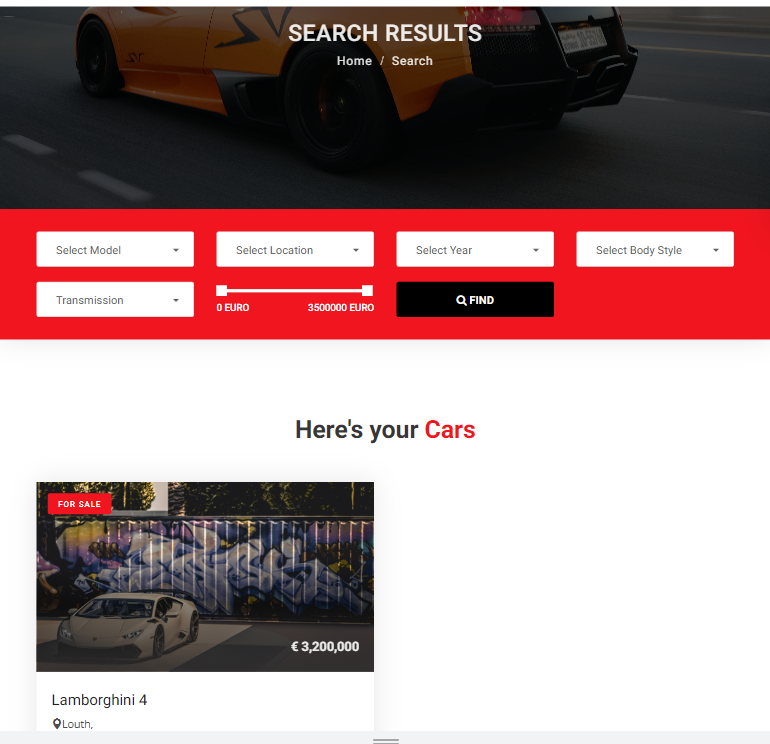 SEARCH RESULTS
Home / Search
Select Model
Select Location
Select Year
Select Body Style
Transmission
0 EURO
3500000 EURO
FIND
Here's your Cars
FOR SALE
€ 3,200,000
Lamborghini 4
Louth,